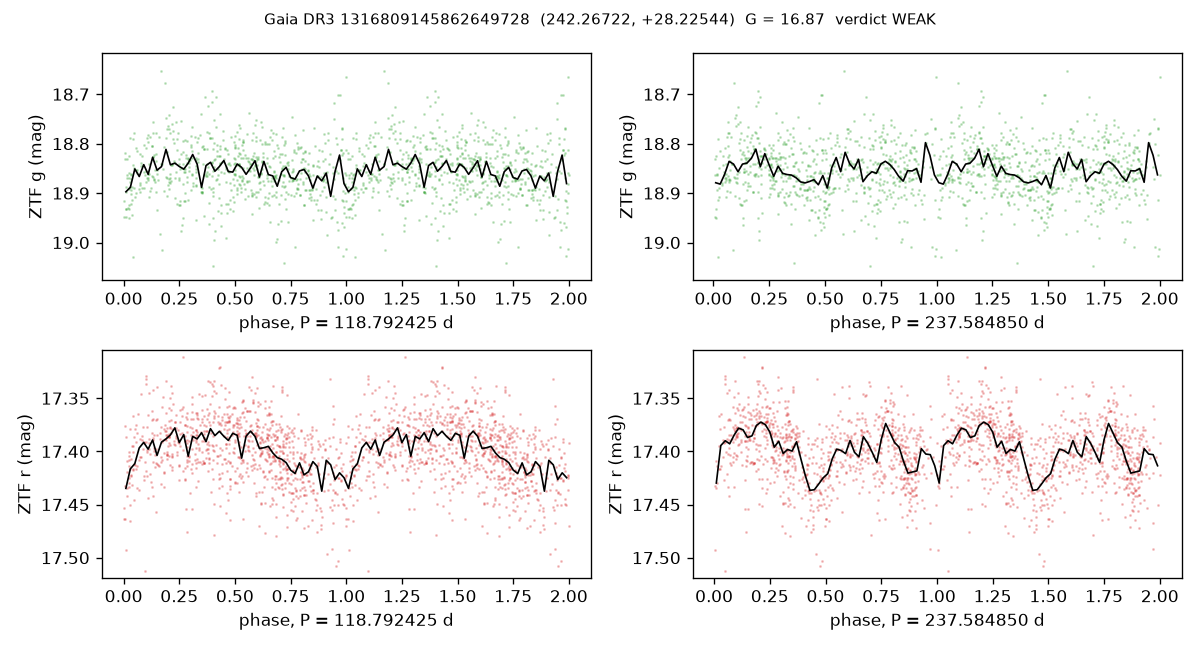 Gaia DR3 1316809145862649728  (242.26722, +28.22544)  G = 16.87  verdict WEAK
ZTF g (mag)
18.7
18.8
18.9
19.0
0.00 0.25 0.50 0.75 1.00 1.25 1.50 1.75 2.00
phase, P = 118.792425 d
ZTF g (mag)
18.7
18.8
18.9
19.0
0.00 0.25 0.50 0.75 1.00 1.25 1.50 1.75 2.00
phase, P = 237.584850 d
ZTF r (mag)
17.35
17.40
17.45
17.50
0.00 0.25 0.50 0.75 1.00 1.25 1.50 1.75 2.00
phase, P = 118.792425 d
ZTF r (mag)
17.35
17.40
17.45
17.50
0.00 0.25 0.50 0.75 1.00 1.25 1.50 1.75 2.00
phase, P = 237.584850 d